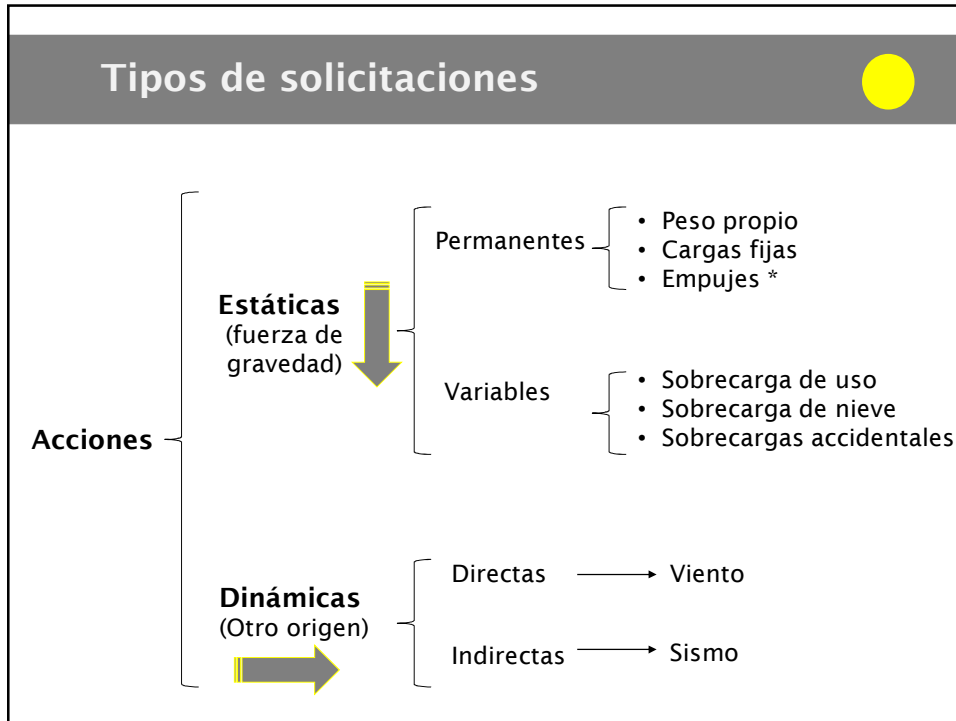 Tipos de solicitaciones
Acciones
Estáticas
(fuerza de
gravedad)
Permanentes
• Peso propio
• Cargas fijas
• Empujes *
Variables
• Sobrecarga de uso
• Sobrecarga de nieve
• Sobrecargas accidentales
Dinámicas
(Otro origen)
Directas
Viento
Indirectas
Sismo